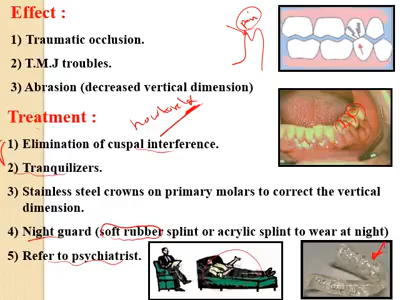 Effect :
pain
1) Traumatic occlusion.
2) T.M.J troubles.
3) Abrasion (decreased vertical dimension)
Treatment :
1) Elimination of cuspal interference.
2) Tranquilizers.
3) Stainless steel crowns on primary molars to correct the vertical
dimension.
4) Night guard (soft rubber splint or acrylic splint to wear at night)
5) Refer to psychiatrist.